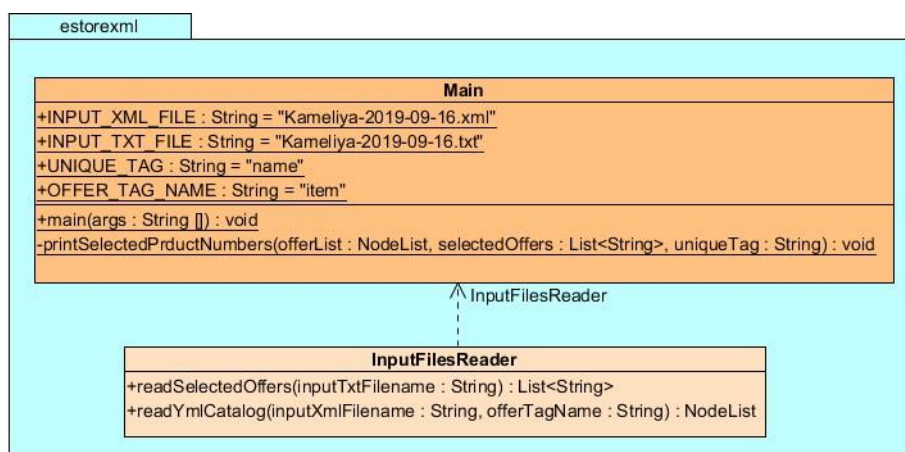 estorexml
Main
+INPUT_XML_FILE : String = "Kameliya-2019-09-16.xml"
+INPUT_TXT_FILE : String = "Kameliya-2019-09-16.txt"
+UNIQUE_TAG : String = "name"
+OFFER_TAG_NAME : String = "item"
+main(args : String []) : void
-printSelectedPrductNumbers(offerList : NodeList, selectedOffers : List<String>, uniqueTag : String) : void
InputFilesReader
InputFilesReader
+readSelectedOffers(inputTxtFilename : String) : List<String>
+readYmlCatalog(inputXmlFilename : String, offerTagName : String) : NodeList